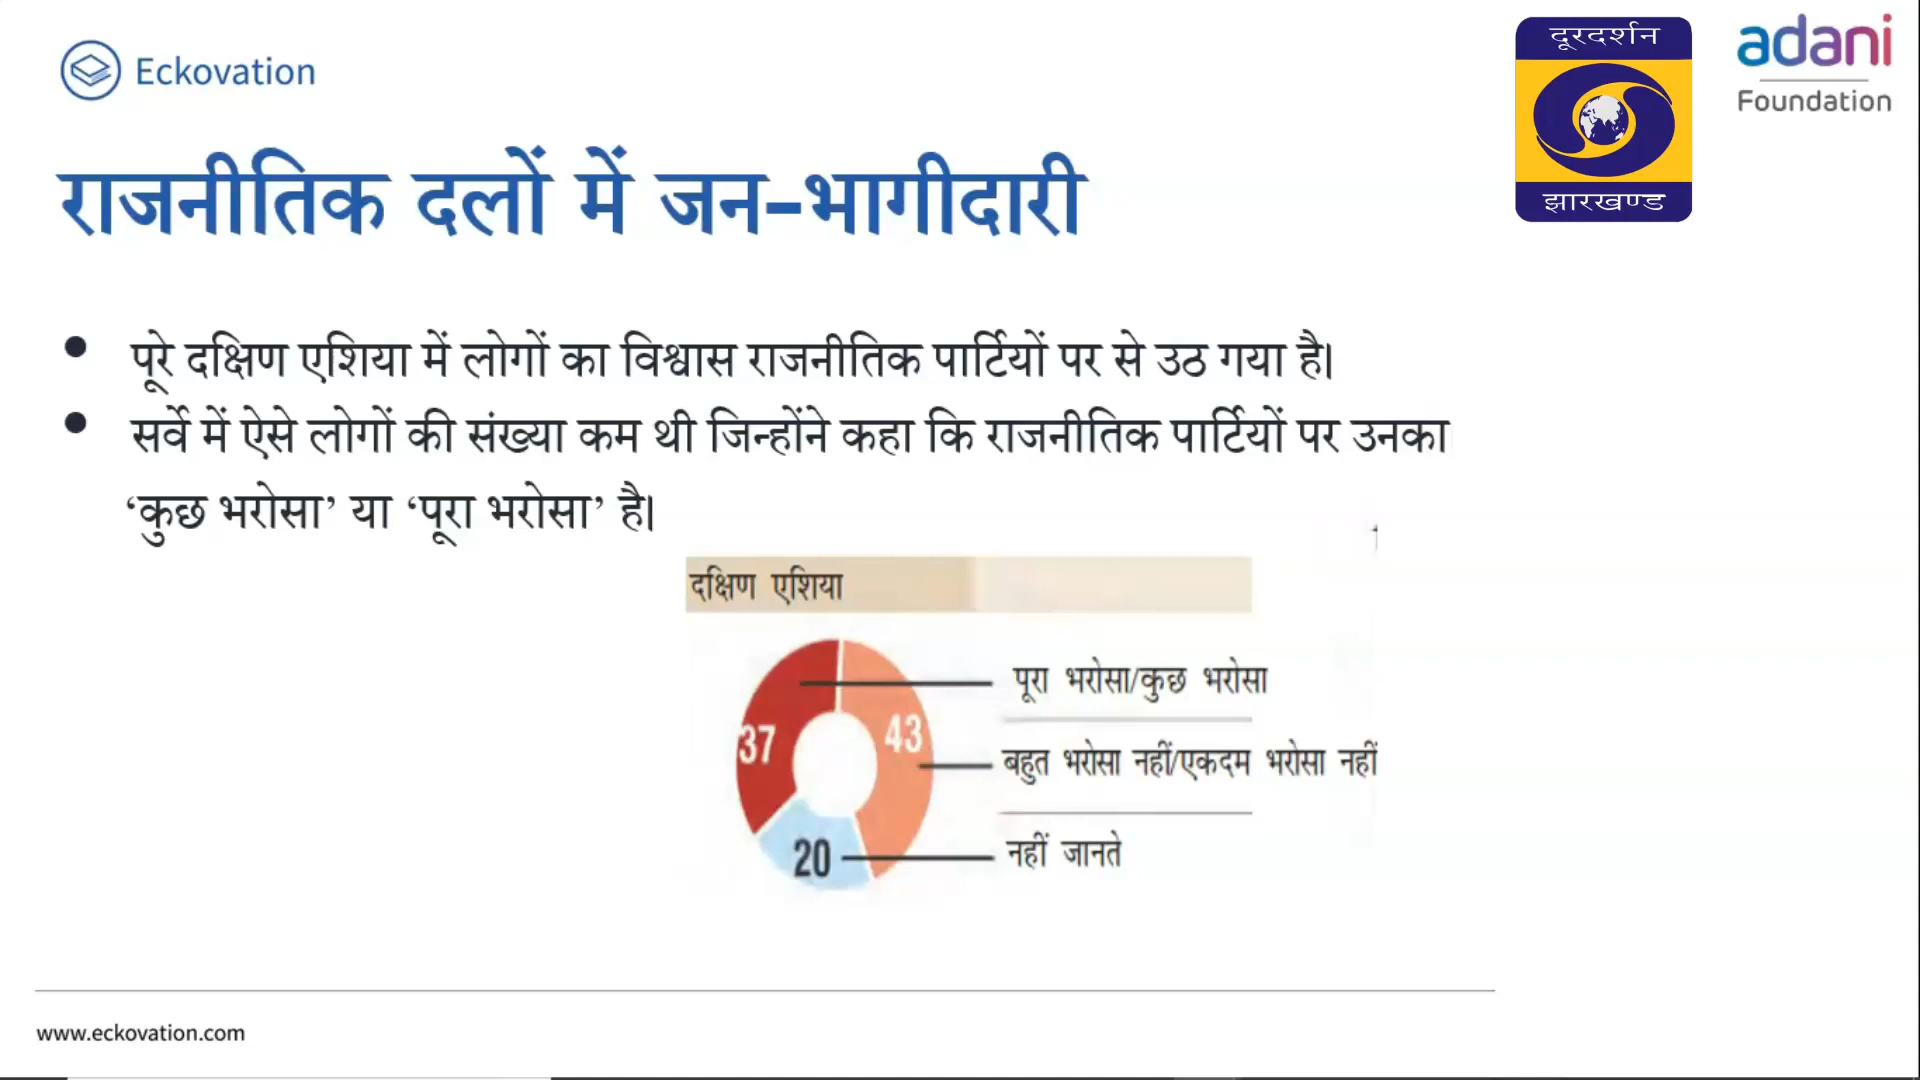 Eckovation
दूरदर्शन
झारखण्ड
adani
Foundation
राजनीतिक दलों में जन-भागीदारी
• पूरे दक्षिण एशिया में लोगों का विश्वास राजनीतिक पार्टियों पर से उठ गया है।
• सर्वे में ऐसे लोगों की संख्या कम थी जिन्होंने कहा कि राजनीतिक पार्टियों पर उनका
‘कुछ भरोसा’ या ‘पूरा भरोसा’ है।
दक्षिण एशिया
37
43
20
पूरा भरोसा/कुछ भरोसा
बहुत भरोसा नहीं/एकदम भरोसा नहीं
नहीं जानते
www.eckovation.com